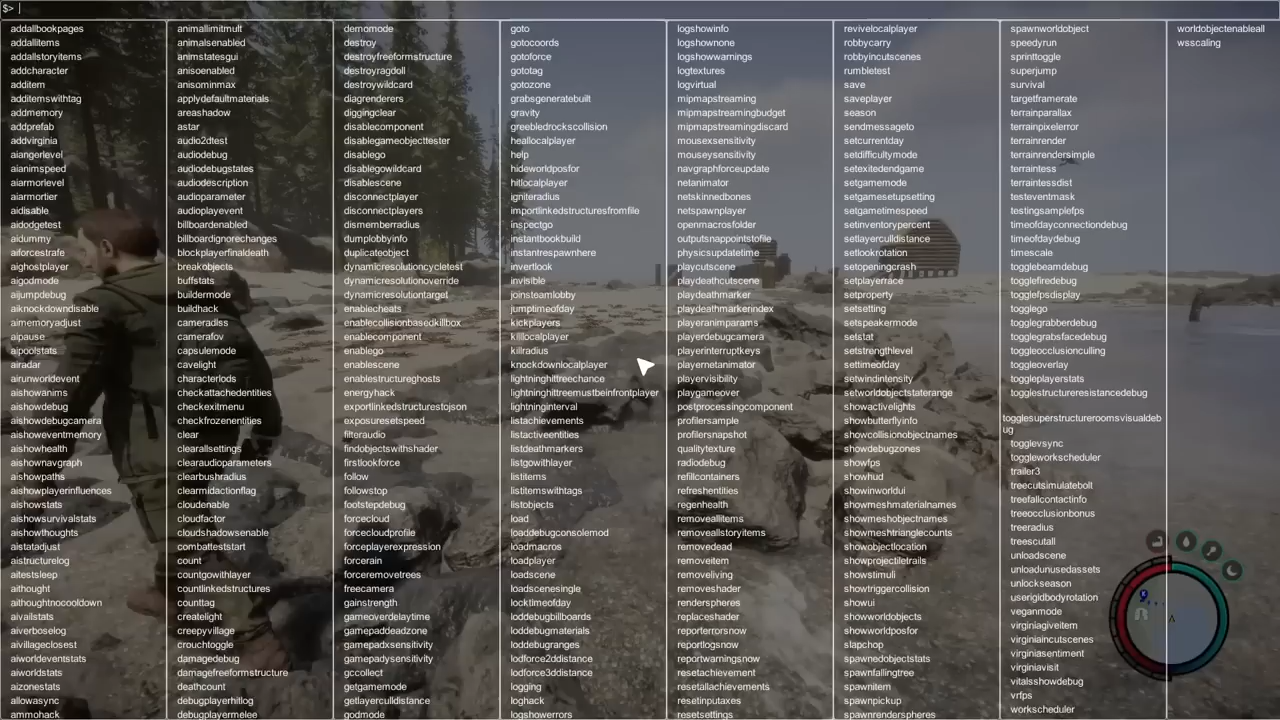 $>
addallbookpages
addallitems
addallstoryitems
addcharacter
additem
additemswithtag
addmemory
addprefab
addvirginia
aiangerlevel
aianimspeed
aiarmorlevel
aiarmortier
aidisable
aidodgetest
aidummy
aiforcestrafe
aighostplayer
aigodmode
aijumpdebug
aiknockdowndisable
aimemoryadjust
aipause
aipoolstats
airadar
airunworldevent
aishowanims
aishowdebug
aishowdebugcamera
aishoweventmemory
aishowhealth
aishownavgraph
aishowpaths
aishowplayerinfluences
aishowstats
aishowsurvivalstats
aishowthoughts
aistatadjust
aistructurelog
aitestsleep
aithought
aithoughtnocooldown
aivailstats
aiverboselog
aivillageclosest
aiworldeventstats
aiworldstats
aizonestats
allowasync
ammohack
animallimitmult
animalsenabled
animstatesgui
anisoenabled
anisominmax
applydefaultmaterials
areashadow
astar
audio2dtest
audiodebug
audiodebugstates
audiodescription
audioparameter
audioplayevent
billboardenabled
billboardignorechanges
blockplayerfinaldeath
breakobjects
buffstats
buildermode
buildhack
cameradiss
camerafov
capsulemode
cavelight
characterlods
checkattachedentities
checkexitmenu
checkfrozenentities
clear
clearallsettings
clearaudioparameters
clearbushradius
clearmidactionflag
cloudenable
cloudfactor
cloudshadowsenable
combatteststart
count
countgowithlayer
countlinkedstructures
counttag
createlight
creepyvillage
crouchtoggle
damagedebug
damagefreeformstructure
deathcount
debugplayerhitlog
debugplayermelee
demomode
destroy
destroyfreeformstructure
destroyragdoll
destroywildcard
diagrenderers
diggingclear
disablecomponent
disablegameobjecttester
disablego
disablegowildcard
disablescene
disconnectplayer
disconnectplayers
dismemberradius
dumplobbyinfo
duplicateobject
dynamicresolutioncycletest
dynamicresolutionoverride
dynamicresolutiontarget
enablecheats
enablecollisionbasedkillbox
enablecomponent
enablego
enablescene
enablestructureghosts
energyhack
exportlinkedstructurestojson
exposuresetspeed
filteraudio
findobjectswithshader
firstlookforce
follow
followstop
footstepdebug
forcecloud
forcecloudprofile
forceplayerexpression
forcerain
forceremovetrees
freecamera
gainstrength
gameoverdelaytime
gamepaddeadzone
gamepadxsensitivity
gamepadysensitivity
gccollect
getgamemode
getlayerculldistance
godmode
goto
gotocoords
gotoforce
gototag
gotozone
grabsgeneratebuilt
gravity
greebledrockscollision
heallocalplayer
help
hideworldposfor
hitlocalplayer
igniteradius
importlinkedstructuresfromfile
inspectgo
instantbookbuild
instantrespawnhere
invertlook
invisible
joinsteamlobby
jumptimeofday
kickplayers
killlocalplayer
killradius
knockdownlocalplayer
lightninghittreechance
lightninghittreemustbeinfrontplayer
lightninginterval
listachievements
listactiveentities
listdeathmarkers
listgowithlayer
listitems
listitemswithtags
listobjects
load
loaddebugconsolemod
loadmacros
loadplayer
loadscene
loadscenesingle
locktimeofday
loddebugbillboards
loddebugmaterials
loddebugranges
lodforce2ddistance
lodforce3ddistance
logging
loghack
logshowerrors
logshowinfo
logshownone
logshowwarnings
logtextures
logvirtual
mipmapstreaming
mipmapstreamingbudget
mipmapstreamingdiscard
mousexsensitivity
mouseysensitivity
navgraphforceupdate
netanimator
netskinnedbones
netspawnplayer
openmacrosfolder
outputsnappointstofile
physicsupdatetime
playcutscene
playdeathcutscene
playdeathmarker
playdeathmarkerindex
playeranimparams
playerdebugcamera
playerinterruptkeys
playernetanimator
playervisibility
playgameover
postprocessingcomponent
profilersample
profilersnapshot
qualitytexture
radiodebug
refillcontainers
refreshentities
regenhealth
removeallitems
removeallstoryitems
removedead
removeitem
removeliving
removeshader
renderspheres
replaceshader
reporterrorsnow
reportlogsnow
reportwarningsnow
resetachievement
resetallachievements
resetinputaxes
resetsettings
revivelocalplayer
robbycarry
robbyincutscenes
rumbletest
save
saveplayer
season
sendmessageto
setcurrentday
setdifficultymode
setexitedendgame
setgamemode
setgamesetupsetting
setgametimespeed
setinventorypercent
setlayerculldistance
setlookrotation
setopeningcrash
setplayerrace
setproperty
setsetting
setspeakermode
setstat
setstrengthlevel
settimeofday
setwindintensity
setworldobjectstaterange
showactivelights
showbutterflyinfo
showcollisionobjectnames
showdebugzones
showfps
showhud
showinworldui
showmeshmaterialnames
showmeshobjectnames
showmeshtrianglecounts
showobjectlocation
showprojectiletrails
showstimuli
showtriggercollision
showui
showworldobjects
showworldposfor
slapchop
spawnedobjectstats
spawnfallingtree
spawnitem
spawnpickup
spawnrenderspheres
spawnworldobject
speedyrun
sprinttoggle
superjump
survival
targetframerate
terrainparallax
terrainpixelerror
terrainrender
terrainrendersimple
terraintess
terraintessdist
testeventmask
testingsamplefps
timeofdayconnectiondebug
timeofdaydebug
timescale
togglebeamdebug
togglefiredebug
togglefpsdisplay
togglego
togglegrabberdebug
togglegrabsfacedebug
toggleocclusionculling
toggleoverlay
toggleplayerstats
togglestructureresistancedebug
togglesuperstructureroomsvisualdeb
ug
togglevsync
toggleworkscheduler
trailer3
treecutsimulatebolt
treefallcontactinfo
treeocclusionbonus
treeradius
treescutall
unloadscene
unloadunusedassets
unlockseason
userigidbodyrotation
veganmode
virginiagiveitem
virginiaincutscenes
virginiasentiment
virginiavisit
vitalsshowdebug
vrfps
workscheduler
worldobjectenableall
wsscaling